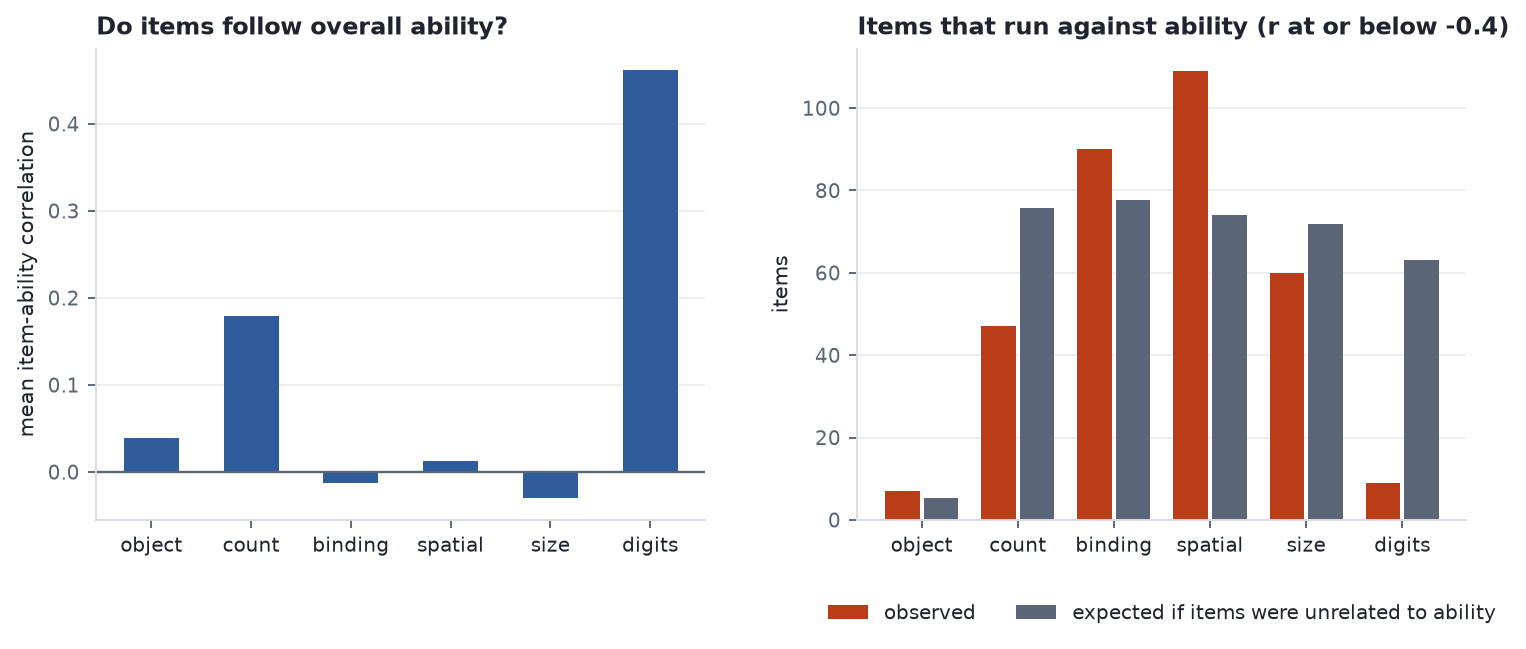 Do items follow overall ability?
mean item-ability correlation
0.4
0.3
0.2
0.1
0.0
object count binding spatial size digits
Items that run against ability (r at or below -0.4)
items
100
80
60
40
20
0
object count binding spatial size digits
observed expected if items were unrelated to ability